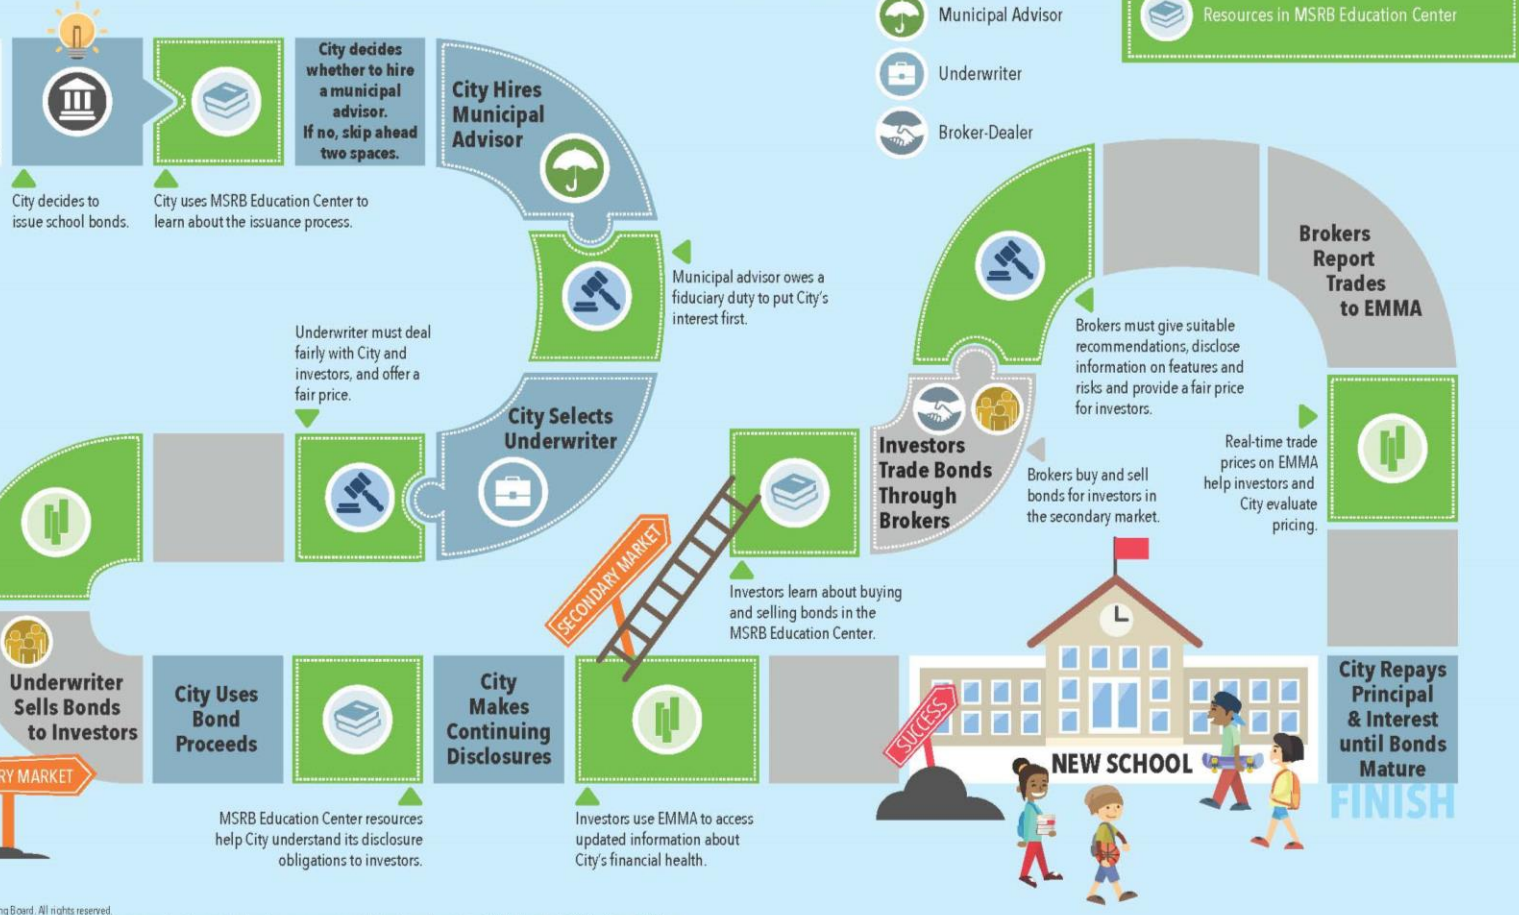 Municipal Advisor
Underwriter
Broker-Dealer
Resources in MSRB Education Center
City decides to
issue school bonds.
City uses MSRB Education Center to
learn about the issuance process.
City decides
whether to hire
a municipal
advisor.
If no, skip ahead
two spaces.
City Hires
Municipal
Advisor
Municipal advisor owes a
fiduciary duty to put City's
interest first.
City Selects
Underwriter
Underwriter must deal
fairly with City and
investors, and offer a
fair price.
Underwriter
Sells Bonds
to Investors
RY MARKET
City Uses
Bond
Proceeds
MSRB Education Center resources
help City understand its disclosure
obligations to investors.
City
Makes
Continuing
Disclosures
Investors use EMMA to access
updated information about
City's financial health.
SECONDARY MARKET
Investors learn about buying
and selling bonds in the
MSRB Education Center.
Investors
Trade Bonds
Through
Brokers
Brokers buy and sell
bonds for investors in
the secondary market.
Brokers must give suitable
recommendations, disclose
information on features and
risks and provide a fair price
for investors.
Brokers
Report
Trades
to EMMA
Real-time trade
prices on EMMA
help investors and
City evaluate
pricing.
City Repays
Principal
& Interest
until Bonds
Mature
FINISH
SUCCESS
NEW SCHOOL
ng Board. All rights reserved.